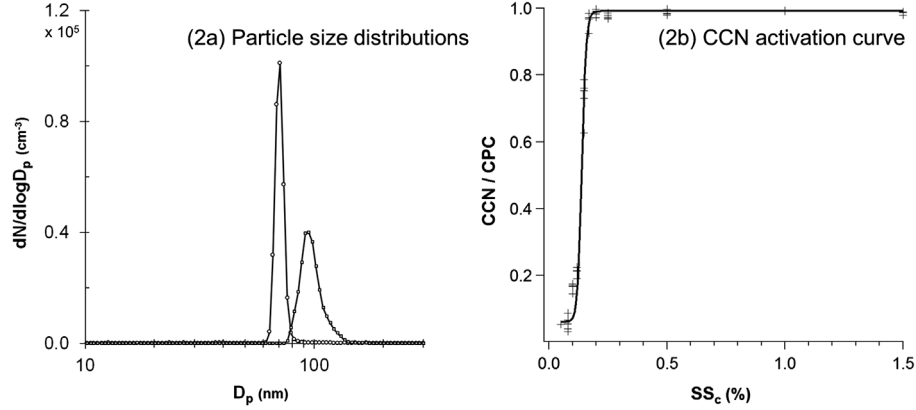 1.2
x 10⁵
(2a) Particle size distributions
0.8
0.4
0.0
dN/dlogDp (cm⁻³)
10
100
Dp (nm)
1.0
(2b) CCN activation curve
0.8
0.6
0.4
0.2
CCN / CPC
0.0
0.5
1.0
1.5
SSc (%)